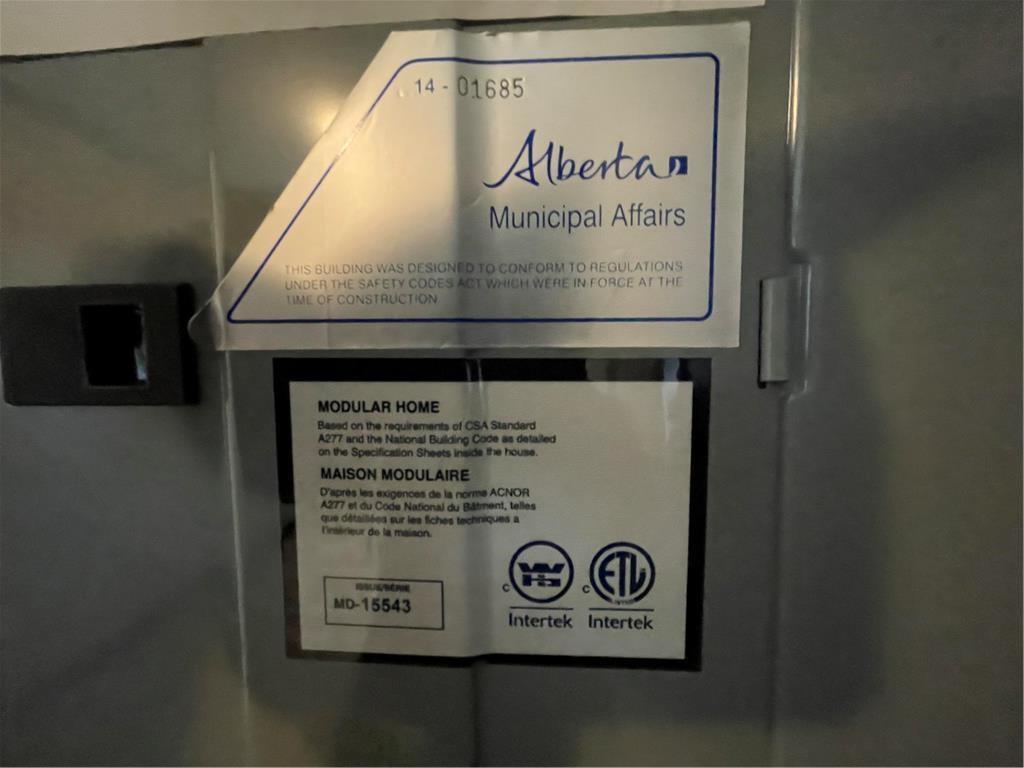 14 - 01685
Alberta
Municipal Affairs
THIS BUILDING WAS DESIGNED TO CONFORM TO REGULATIONS
UNDER THE SAFETY CODES ACT WHICH WERE IN FORCE AT THE
TIME OF CONSTRUCTION
MODULAR HOME
Based on the requirements of CSA Standard
A277 and the National Building Code as detailed
on the Specification Sheets inside the house.
MAISON MODULAIRE
D'après les exigences de la norme ACNOR
A277 et du Code National du Bâtiment, telles
que détaillées sur les fiches techniques a
l'intérieur de la maison.
ISSUE/SÉRIE
MD-15543
C WH C ETL
Intertek Intertek